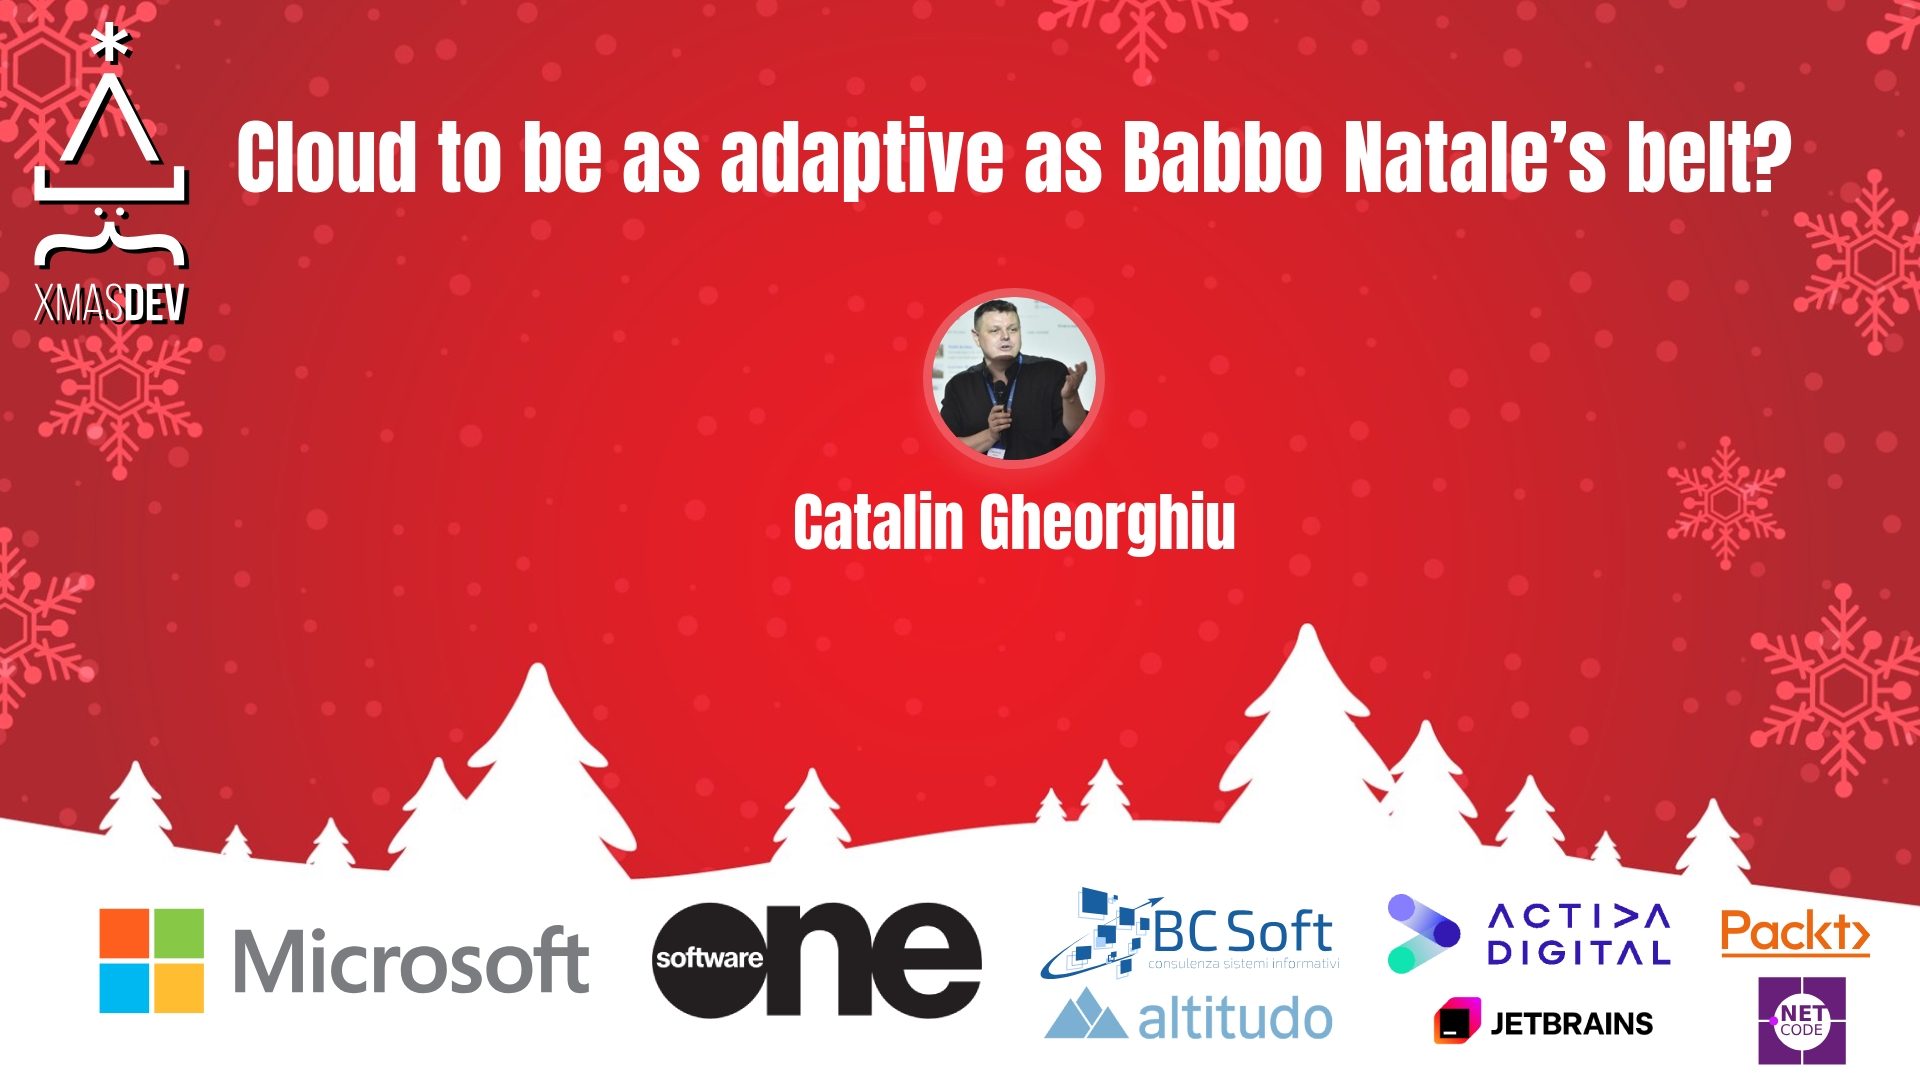 XMASDEV
Cloud to be as adaptive as Babbo Natale’s belt?
Catalin Gheorghiu
Microsoft
software one
BC Soft
consulenza sistemi informativi
altitudo
ACTIVA
DIGITAL
JETBRAINS
Packt
NET
CODE